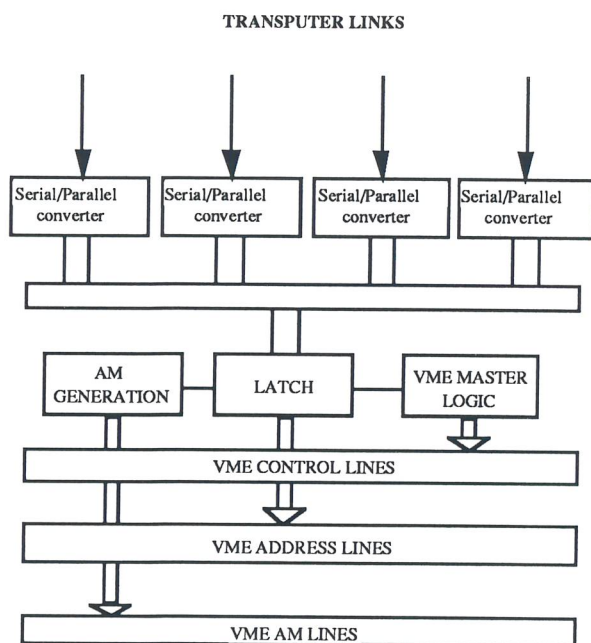 TRANSPUTER LINKS
Serial/Parallel
converter
Serial/Parallel
converter
Serial/Parallel
converter
Serial/Parallel
converter
AM
GENERATION
LATCH
VME MASTER
LOGIC
VME CONTROL LINES
VME ADDRESS LINES
VME AM LINES